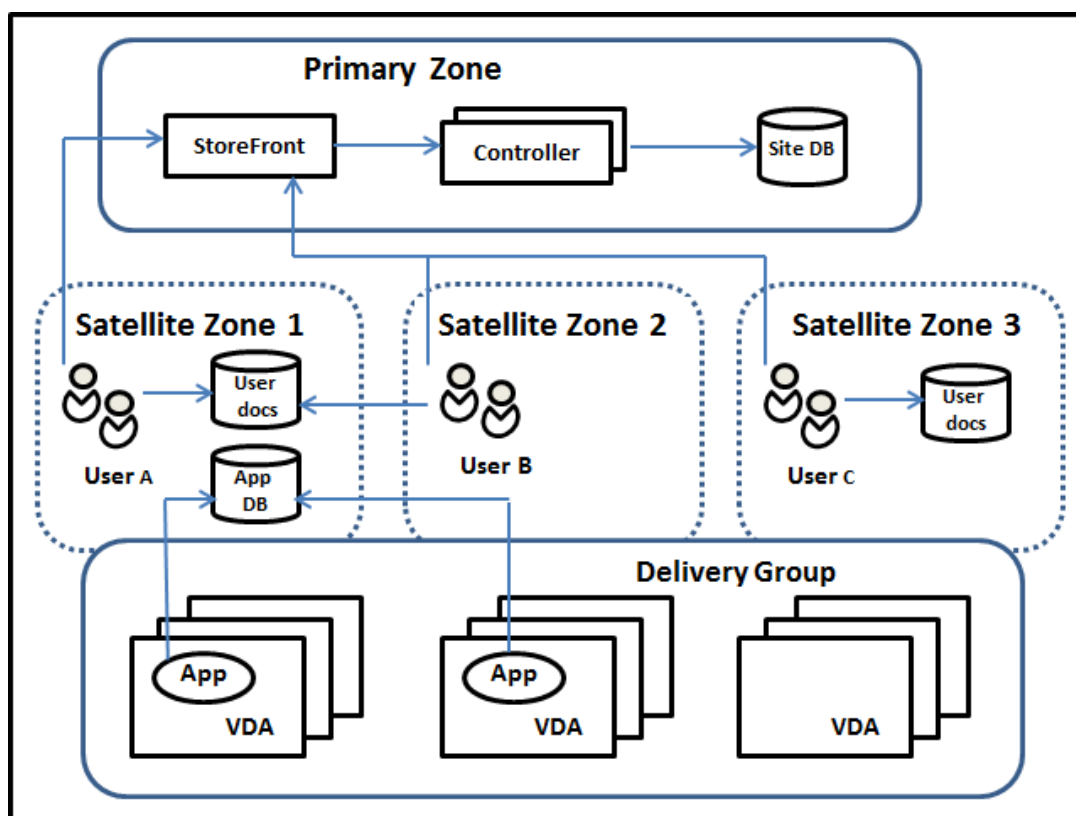 Primary Zone
StoreFront
Controller
Site DB
Satellite Zone 1
Satellite Zone 2
Satellite Zone 3
User
docs
User
docs
User A
User B
User C
App
DB
Delivery Group
App
VDA
App
VDA
VDA